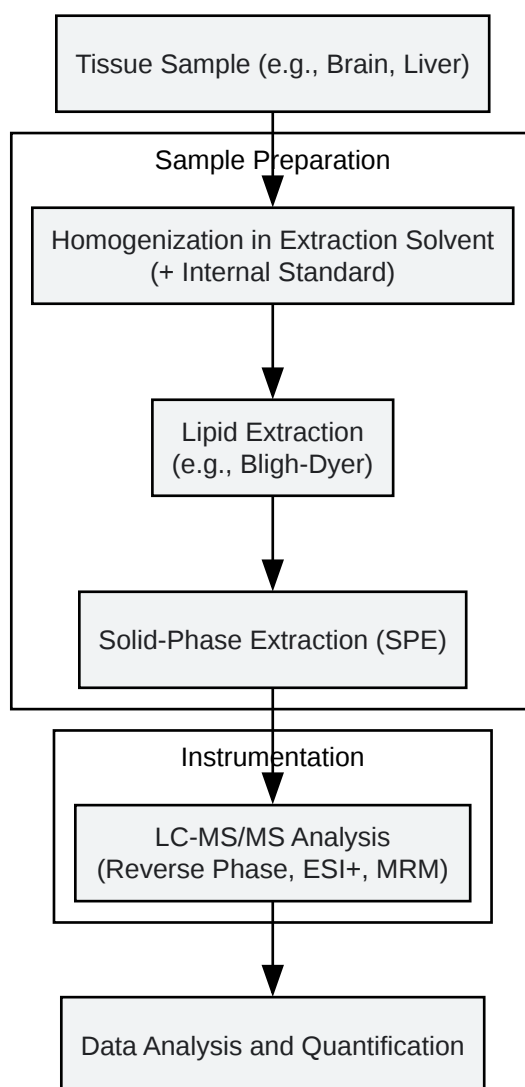 Tissue Sample (e.g., Brain, Liver)
Sample Preparation
Homogenization in Extraction Solvent
(+ Internal Standard)
Lipid Extraction
(e.g., Bligh-Dyer)
Solid-Phase Extraction (SPE)
Instrumentation
LC-MS/MS Analysis
(Reverse Phase, ESI+, MRM)
Data Analysis and Quantification